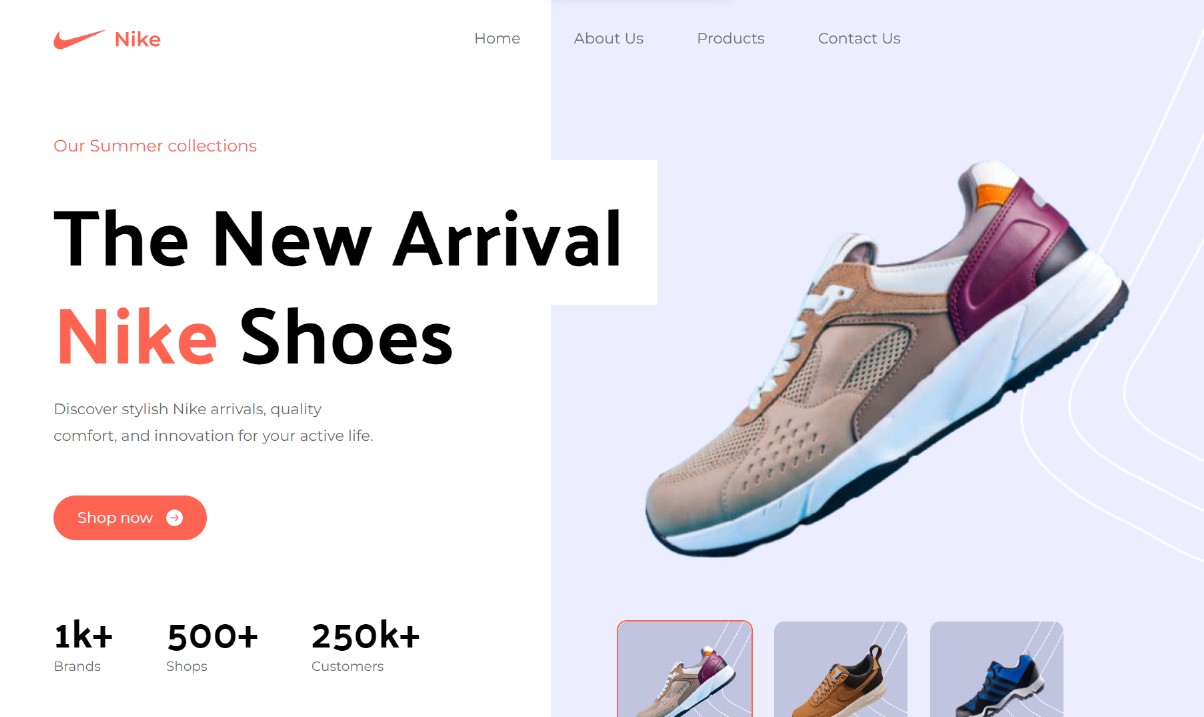 Nike
Home
About Us
Products
Contact Us
Our Summer collections
The New Arrival
Nike Shoes
Discover stylish Nike arrivals, quality
comfort, and innovation for your active life.
Shop now
1k+
Brands
500+
Shops
250k+
Customers